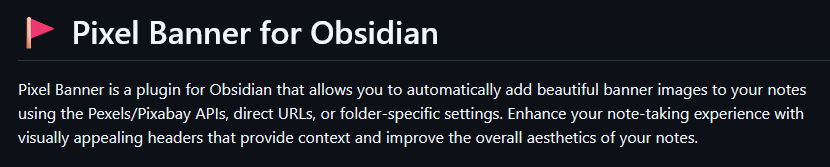 Pixel Banner for Obsidian
Pixel Banner is a plugin for Obsidian that allows you to automatically add beautiful banner images to your notes
using the Pexels/Pixabay APIs, direct URLs, or folder-specific settings. Enhance your note-taking experience with
visually appealing headers that provide context and improve the overall aesthetics of your notes.